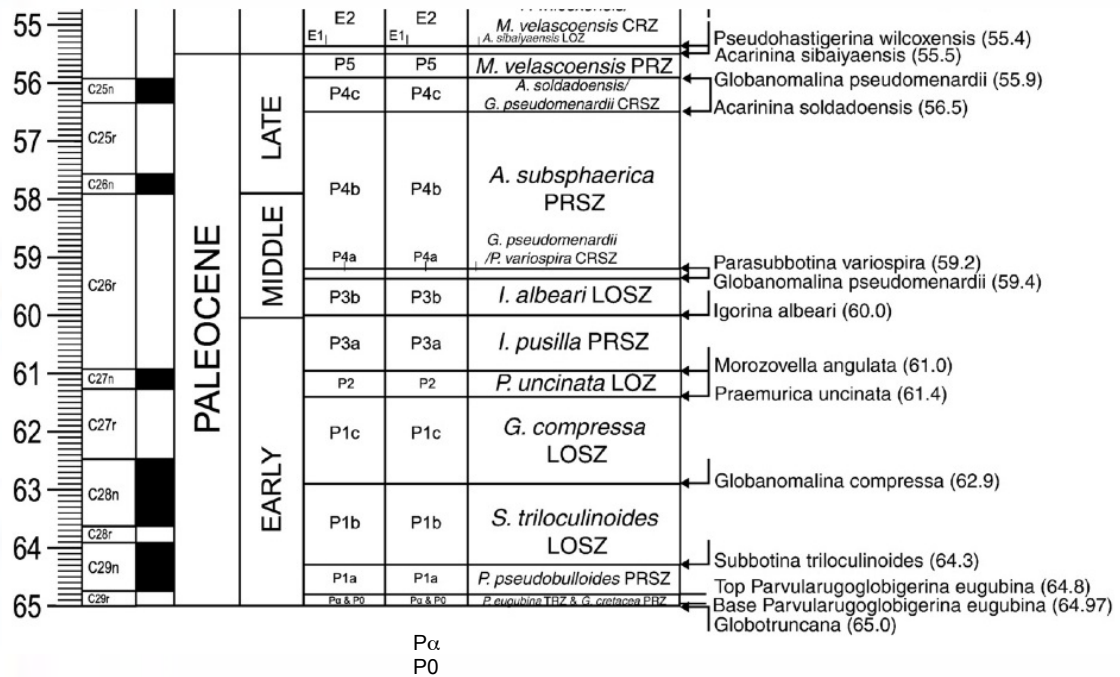 55
56
57
58
59
60
61
62
63
64
65
C25n
C25r
C26n
C26r
C27n
C27r
C28n
C28r
C29n
C29r
PALEOCENE
LATE
MIDDLE
EARLY
E2 E2
M. velascoensis CRZ
E1 E1 A. sibaiyaensis LOZ
P5 P5 M. velascoensis PRZ
P4c P4c A. soldadoensis/
G. pseudomenardii CRSZ
P4b P4b A. subsphaerica
PRSZ
P4a P4a G. pseudomenardii
/P. variospira CRSZ
P3b P3b I. albeari LOSZ
P3a P3a I. pusilla PRSZ
P2 P2 P. uncinata LOZ
P1c P1c G. compressa
LOSZ
P1b P1b S. triloculinoides
LOSZ
P1a P1a P. pseudobulloides PRSZ
Pα & P0 Pα & P0 P. eugubina TRZ & G. cretacea PRZ
Pseudohastigerina wilcoxensis (55.4)
Acarinina sibaiyaensis (55.5)
Globanomalina pseudomenardii (55.9)
Acarinina soldadoensis (56.5)
Parasubbotina variospira (59.2)
Globanomalina pseudomenardii (59.4)
Igorina albeari (60.0)
Morozovella angulata (61.0)
Praemurica uncinata (61.4)
Globanomalina compressa (62.9)
Subbotina triloculinoides (64.3)
Top Parvularugoglobigerina eugubina (64.8)
Base Parvularugoglobigerina eugubina (64.97)
Globotruncana (65.0)
Pα
P0